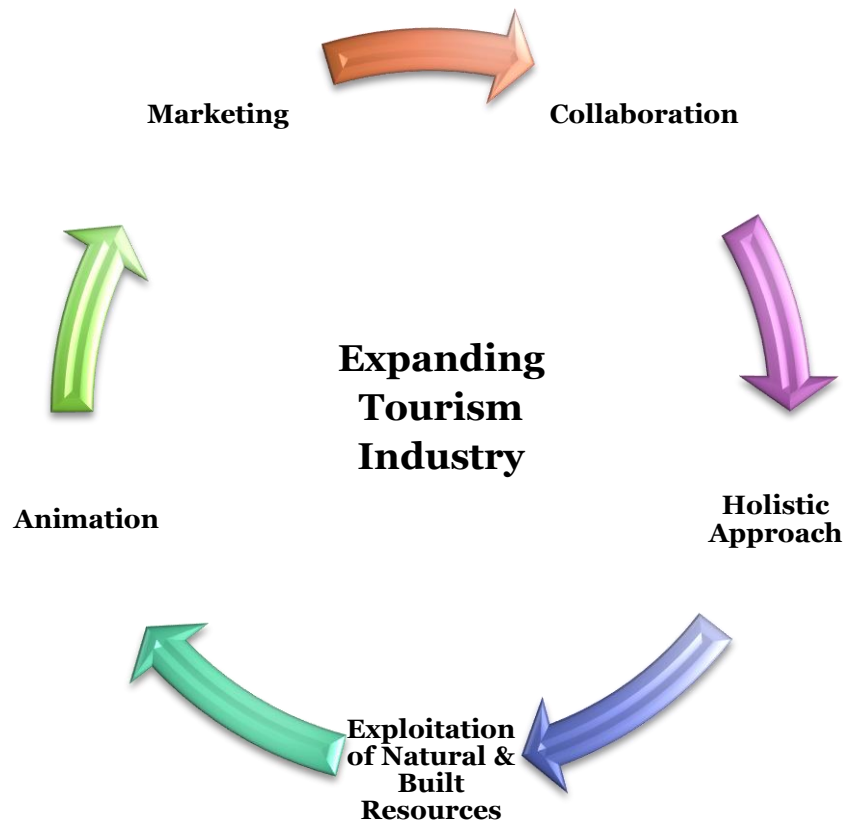 Marketing
Collaboration
Expanding
Tourism
Industry
Animation
Holistic
Approach
Exploitation
of Natural &
Built
Resources